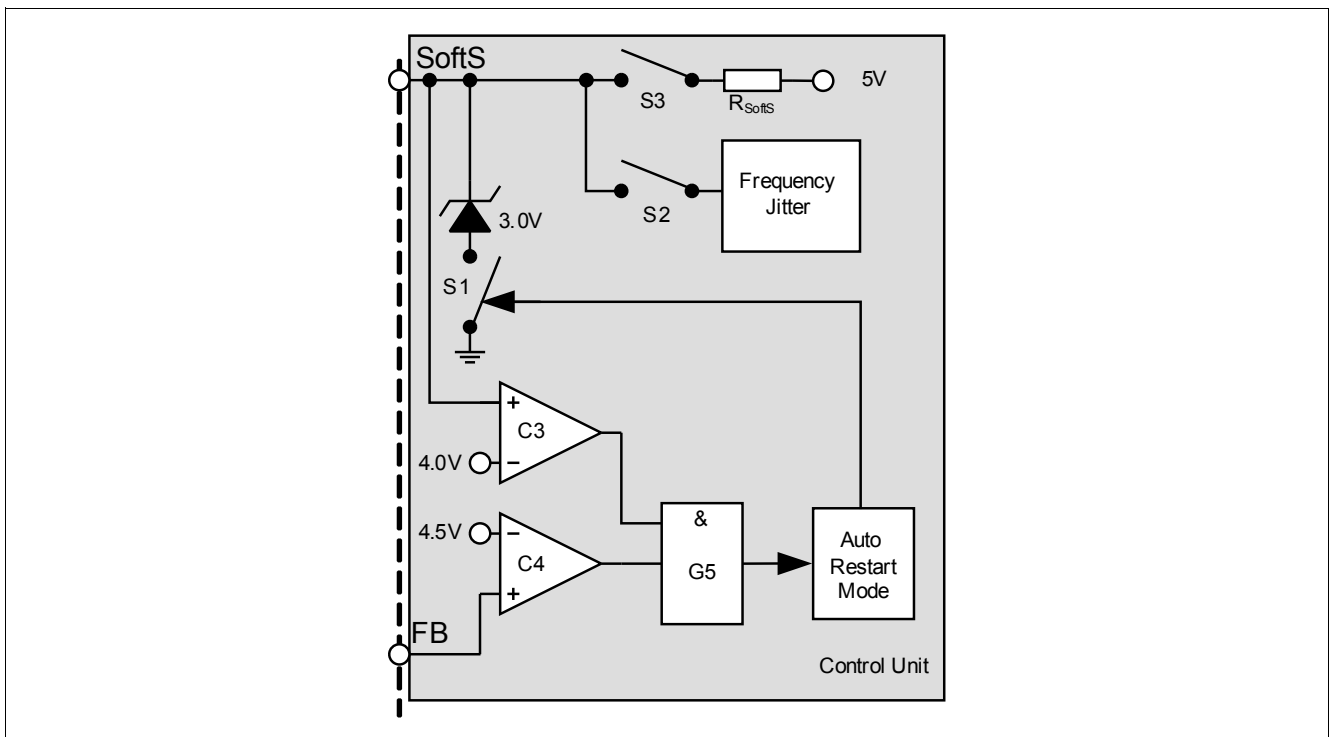 SoftS
S3
R SoftS
5V
S2
Frequency
Jitter
3.0V
S1
+
C3
4.0V
−
4.5V
−
C4
+
&
G5
Auto
Restart
Mode
FB
Control Unit